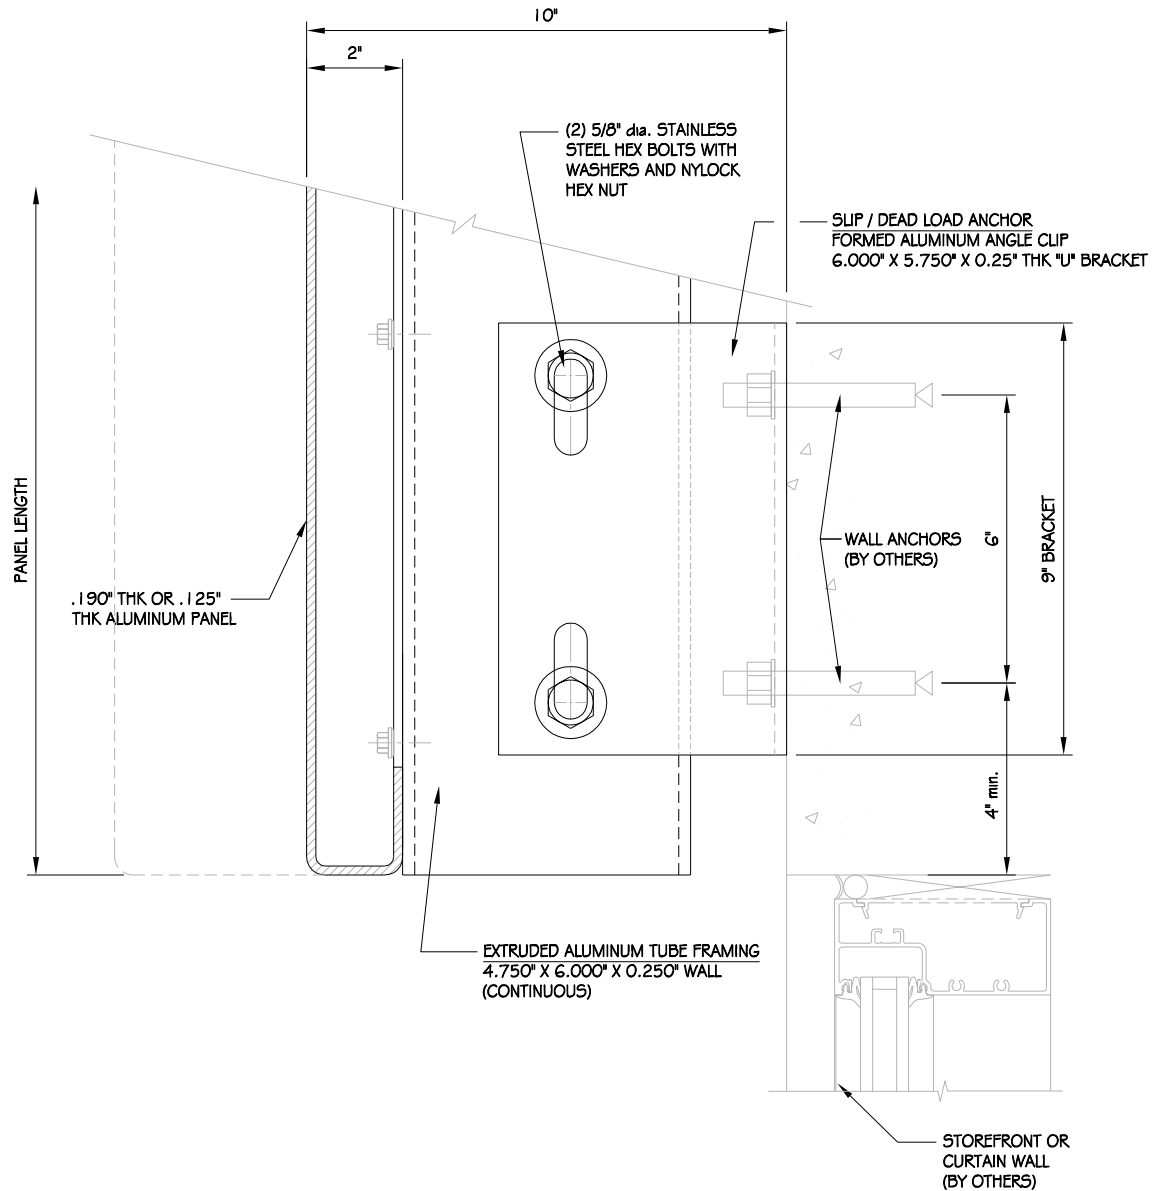 10"
2"
(2) 5/8" dia. STAINLESS
STEEL HEX BOLTS WITH
WASHERS AND NYLOCK
HEX NUT
SLIP / DEAD LOAD ANCHOR
FORMED ALUMINUM ANGLE CLIP
6.000" X 5.750" X 0.25" THK "U" BRACKET
PANEL LENGTH
.190" THK OR .125"
THK ALUMINUM PANEL
WALL ANCHORS
(BY OTHERS)
6"
9" BRACKET
4" min.
EXTRUDED ALUMINUM TUBE FRAMING
4.750" X 6.000" X 0.250" WALL
(CONTINUOUS)
STOREFRONT OR
CURTAIN WALL
(BY OTHERS)